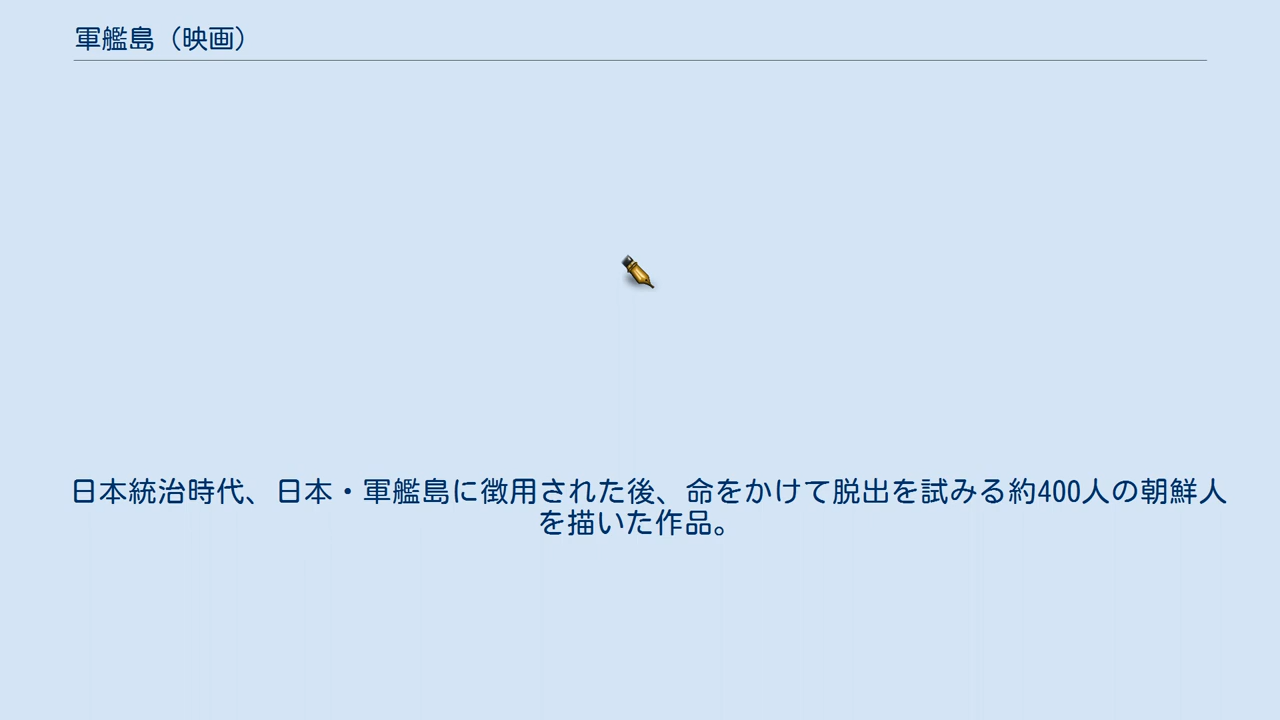 軍艦島（映画）
日本統治時代、日本・軍艦島に徴用された後、命をかけて脱出を試みる約400人の朝鮮人
を描いた作品。